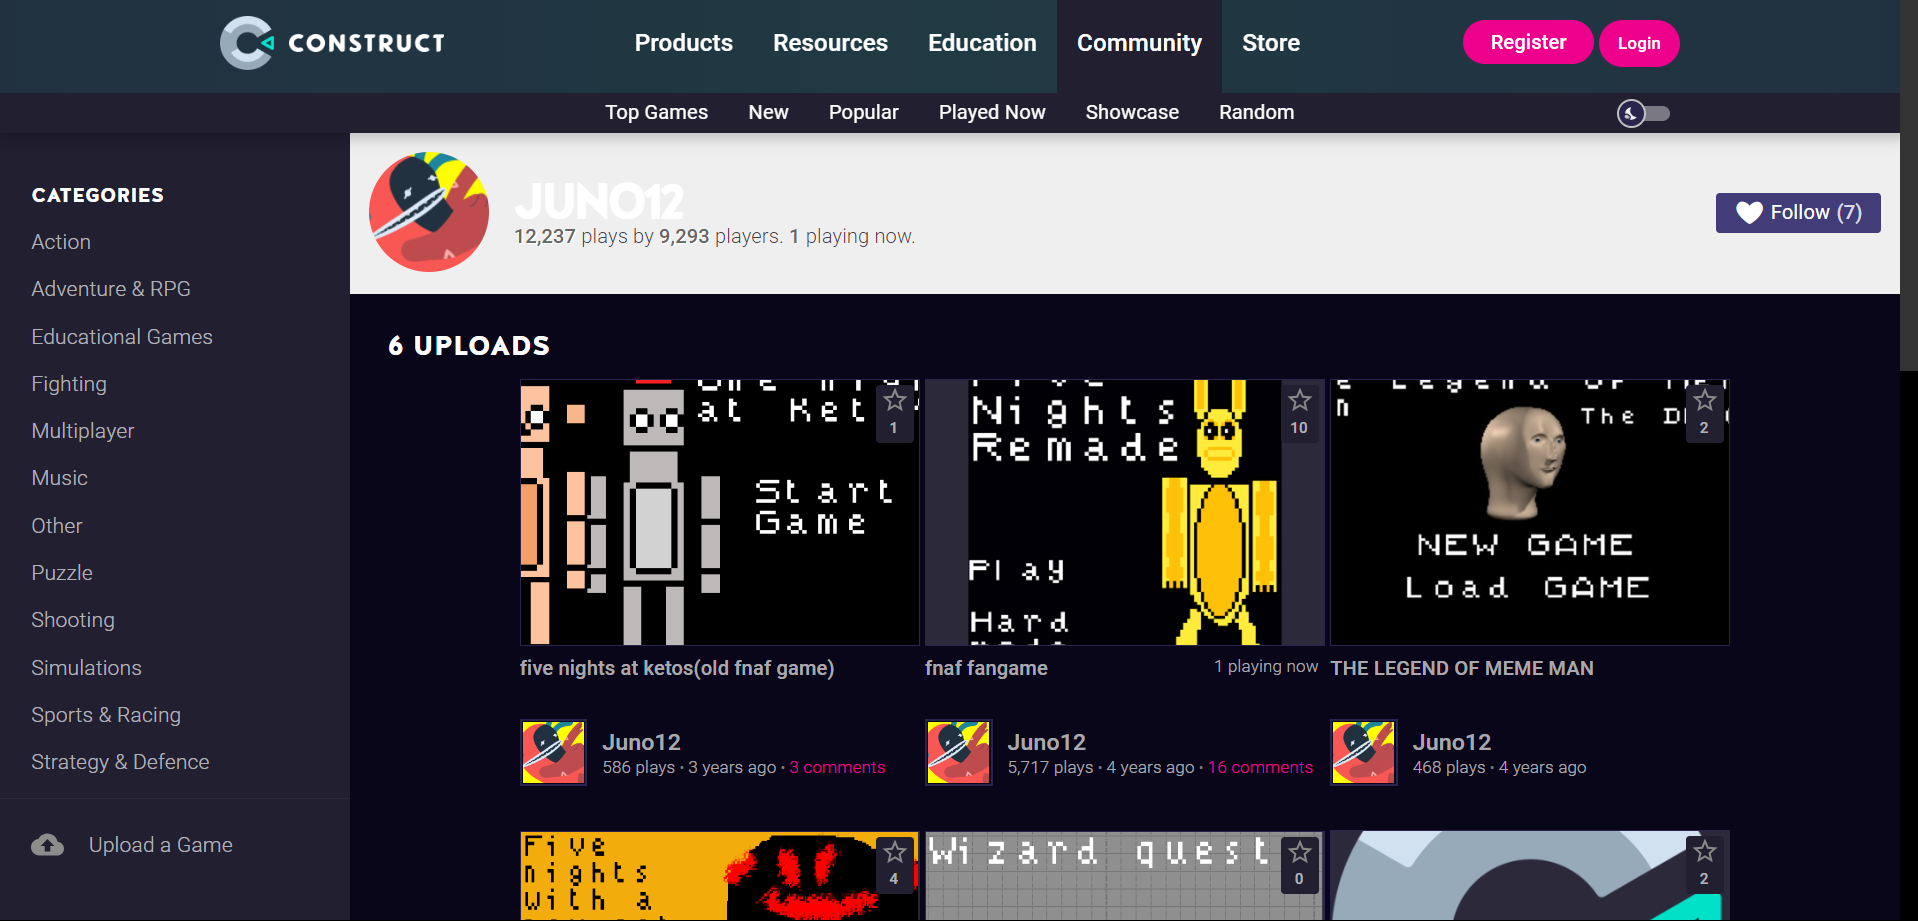 CONSTRUCT
Products Resources Education Community Store
Register Login
Top Games New Popular Played Now Showcase Random
CATEGORIES
Action
Adventure & RPG
Educational Games
Fighting
Multiplayer
Music
Other
Puzzle
Shooting
Simulations
Sports & Racing
Strategy & Defence
Upload a Game
JUNO12
12,237 plays by 9,293 players. 1 playing now.
Follow (7)
6 UPLOADS
at Ket
Start
Game
1
Nights
Remade
Play
Hard
10
Legend Of
The
NEW GAME
Load GAME
2
five nights at ketos(old fnaf game)
fnaf fangame
1 playing now
THE LEGEND OF MEME MAN
Juno12
586 plays · 3 years ago · 3 comments
Juno12
5,717 plays · 4 years ago · 16 comments
Juno12
468 plays · 4 years ago
Five
nights
with a
4
Wizard quest
0
2